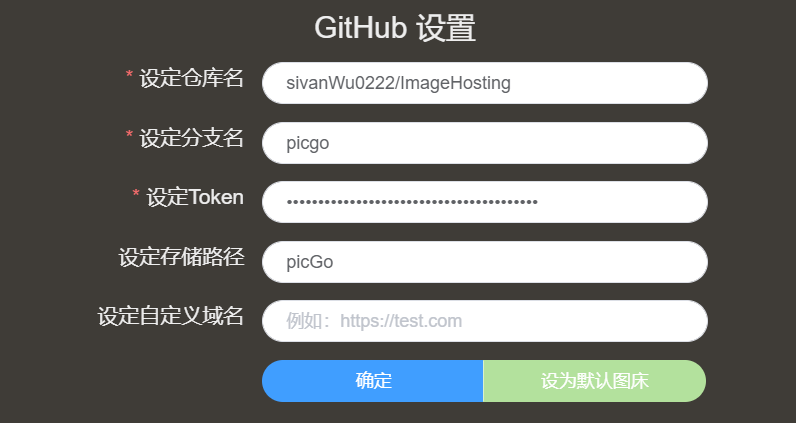 GitHub 设置
* 设定仓库名 sivanWu0222/ImageHosting
* 设定分支名 picgo
* 设定Token ••••••••••••••••••••••••••••••••••••••••
设定存储路径 picGo
设定自定义域名 例如：https://test.com
确定 设为默认图床